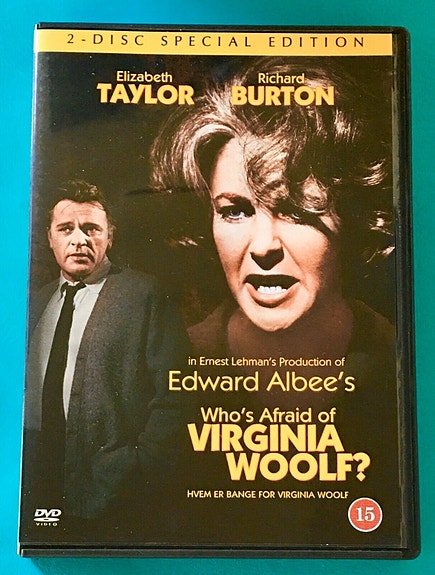 2-DISC SPECIAL EDITION
Elizabeth Richard
TAYLOR BURTON
in Ernest Lehman's Production of
Edward Albee's
Who's Afraid of
VIRGINIA
WOOLF?
HVEM ER BANGE FOR VIRGINIA WOOLF
DVD
VIDEO
15